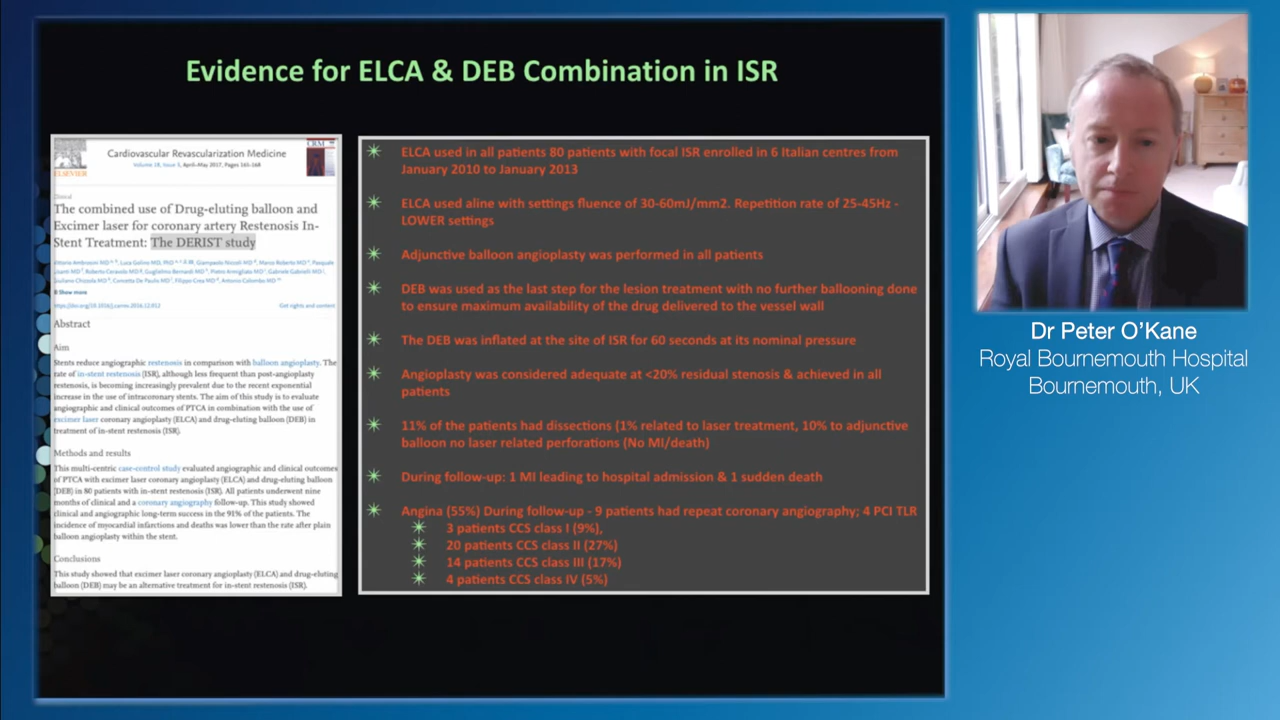 Evidence for ELCA & DEB Combination in ISR
ELSEVIER
Cardiovascular Revascularization Medicine
Volume 18, Issue 3, April–May 2017, Pages 165-168
CRM
Clinical
The combined use of Drug-eluting balloon and
Excimer laser for coronary artery Restenosis In-
Stent Treatment: The DERIST study
Show more
Get rights and content
Abstract
Aim
Stents reduce angiographic restenosis in comparison with balloon angioplasty. The
rate of in-stent restenosis (ISR), although less frequent than post-angioplasty
restenosis, is becoming increasingly prevalent due to the recent exponential
increase in the use of intracoronary stents. The aim of this study is to evaluate
angiographic and clinical outcomes of PTCA in combination with the use of
excimer laser coronary angioplasty (ELCA) and drug-eluting balloon (DEB) in
treatment of in-stent restenosis (ISR).
Methods and results
This multi-centric case-control study evaluated angiographic and clinical outcomes
of PTCA with excimer laser coronary angioplasty (ELCA) and drug-eluting balloon
(DEB) in 80 patients with in-stent restenosis (ISR). All patients underwent nine
months of clinical and a coronary angiography follow-up. This study showed
clinical and angiographic long-term success in the 91% of the patients. The
incidence of myocardial infarctions and deaths was lower than the rate after plain
balloon angioplasty within the stent.
Conclusions
This study showed that excimer laser coronary angioplasty (ELCA) and drug-eluting
balloon (DEB) may be an alternative treatment for in-stent restenosis (ISR).
ELCA used in all patients 80 patients with focal ISR enrolled in 6 Italian centres from
January 2010 to January 2013
ELCA used aline with settings fluence of 30-60mJ/mm2. Repetition rate of 25-45Hz -
LOWER settings
Adjunctive balloon angioplasty was performed in all patients
DEB was used as the last step for the lesion treatment with no further ballooning done
to ensure maximum availability of the drug delivered to the vessel wall
The DEB was inflated at the site of ISR for 60 seconds at its nominal pressure
Angioplasty was considered adequate at <20% residual stenosis & achieved in all
patients
11% of the patients had dissections (1% related to laser treatment, 10% to adjunctive
balloon no laser related perforations (No MI/death)
During follow-up: 1 MI leading to hospital admission & 1 sudden death
Angina (55%) During follow-up - 9 patients had repeat coronary angiography; 4 PCI TLR
3 patients CCS class I (9%),
20 patients CCS class II (27%)
14 patients CCS class III (17%)
4 patients CCS class IV (5%)
Dr Peter O'Kane
Royal Bournemouth Hospital
Bournemouth, UK